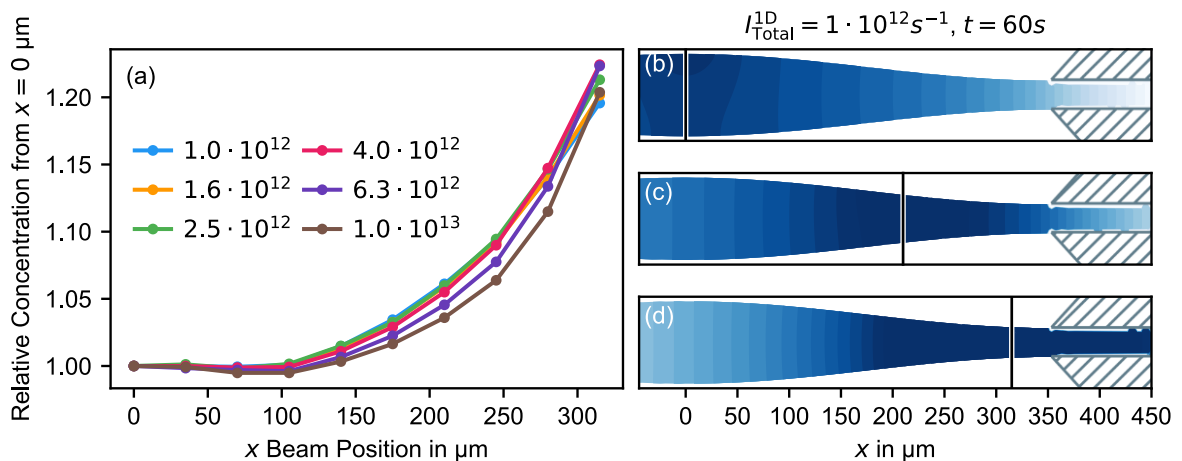 I_Total^1D = 1 · 10^12 s^−1, t = 60s
Relative Concentration from x = 0 µm
1.20
1.15
1.10
1.05
1.00
(a)
1.0 · 10^12
1.6 · 10^12
2.5 · 10^12
4.0 · 10^12
6.3 · 10^12
1.0 · 10^13
0 50 100 150 200 250 300
x Beam Position in µm
(b)
(c)
(d)
0 50 100 150 200 250 300 350 400 450
x in µm